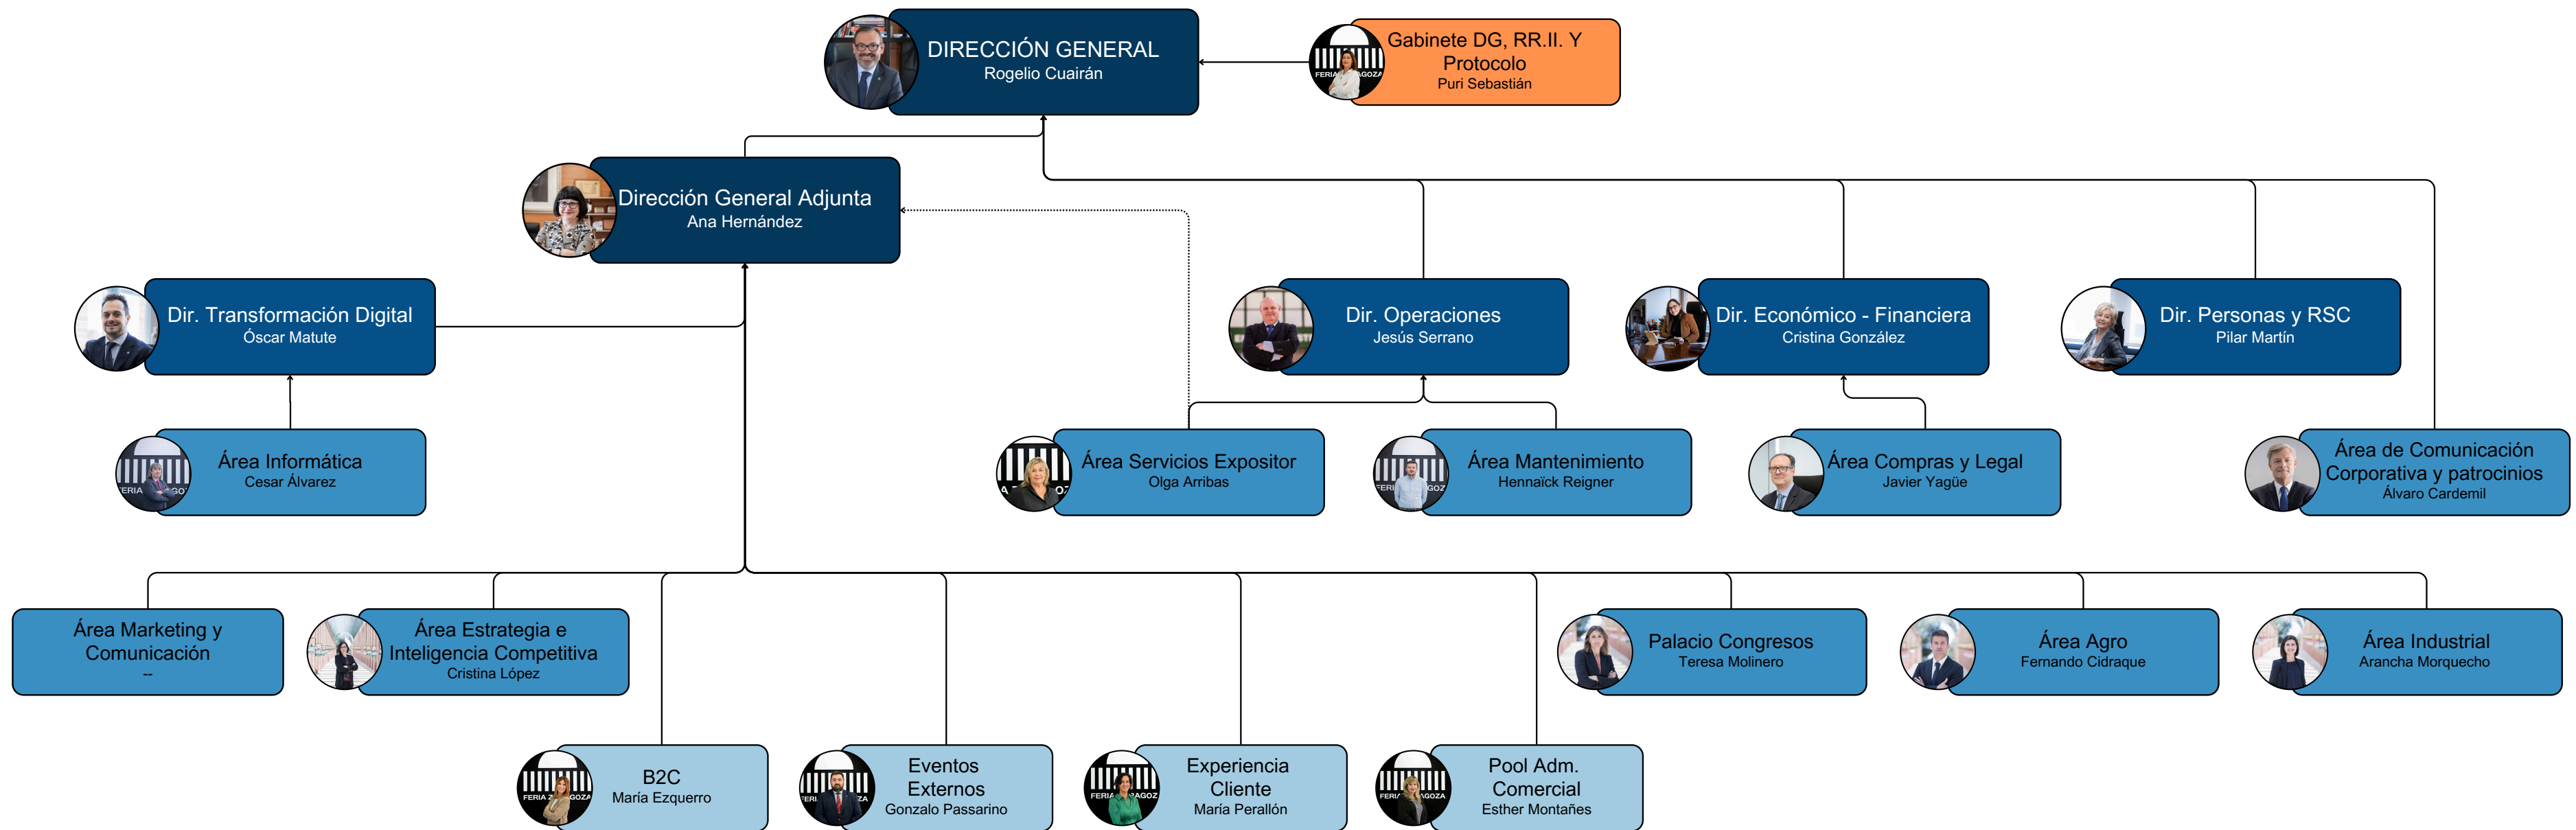 DIRECCIÓN GENERAL
Rogelio Cuairán
Gabinete DG, RR.II. Y
Protocolo
Puri Sebastián
Dirección General Adjunta
Ana Hernández
Dir. Transformación Digital
Óscar Matute
Dir. Operaciones
Jesús Serrano
Dir. Económico - Financiera
Cristina González
Dir. Personas y RSC
Pilar Martín
Área Informática
Cesar Álvarez
Área Servicios Expositor
Olga Arribas
Área Mantenimiento
Hennaïck Reigner
Área Compras y Legal
Javier Yagüe
Área de Comunicación
Corporativa y patrocinios
Álvaro Cardemil
Área Marketing y
Comunicación
--
Área Estrategia e
Inteligencia Competitiva
Cristina López
Palacio Congresos
Teresa Molinero
Área Agro
Fernando Cidraque
Área Industrial
Arancha Morquecho
B2C
María Ezquerro
Eventos
Externos
Gonzalo Passarino
Experiencia
Cliente
María Perallón
Pool Adm.
Comercial
Esther Montañes